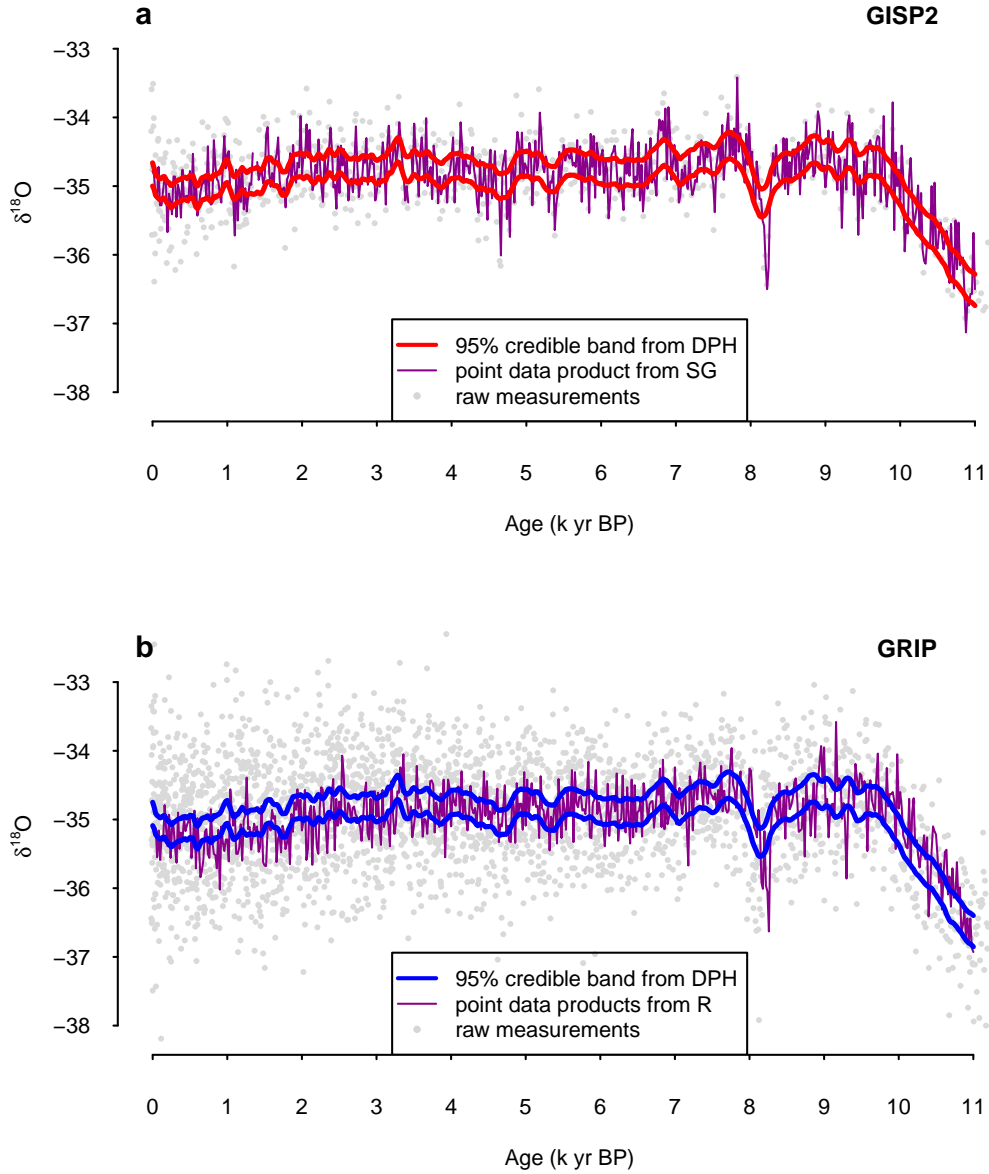 a
GISP2
−33
−34
−35
−36
−37
−38
δ¹⁸O
95% credible band from DPH
point data product from SG
raw measurements
0 1 2 3 4 5 6 7 8 9 10 11
Age (k yr BP)
b
GRIP
−33
−34
−35
−36
−37
−38
δ¹⁸O
95% credible band from DPH
point data products from R
raw measurements
0 1 2 3 4 5 6 7 8 9 10 11
Age (k yr BP)